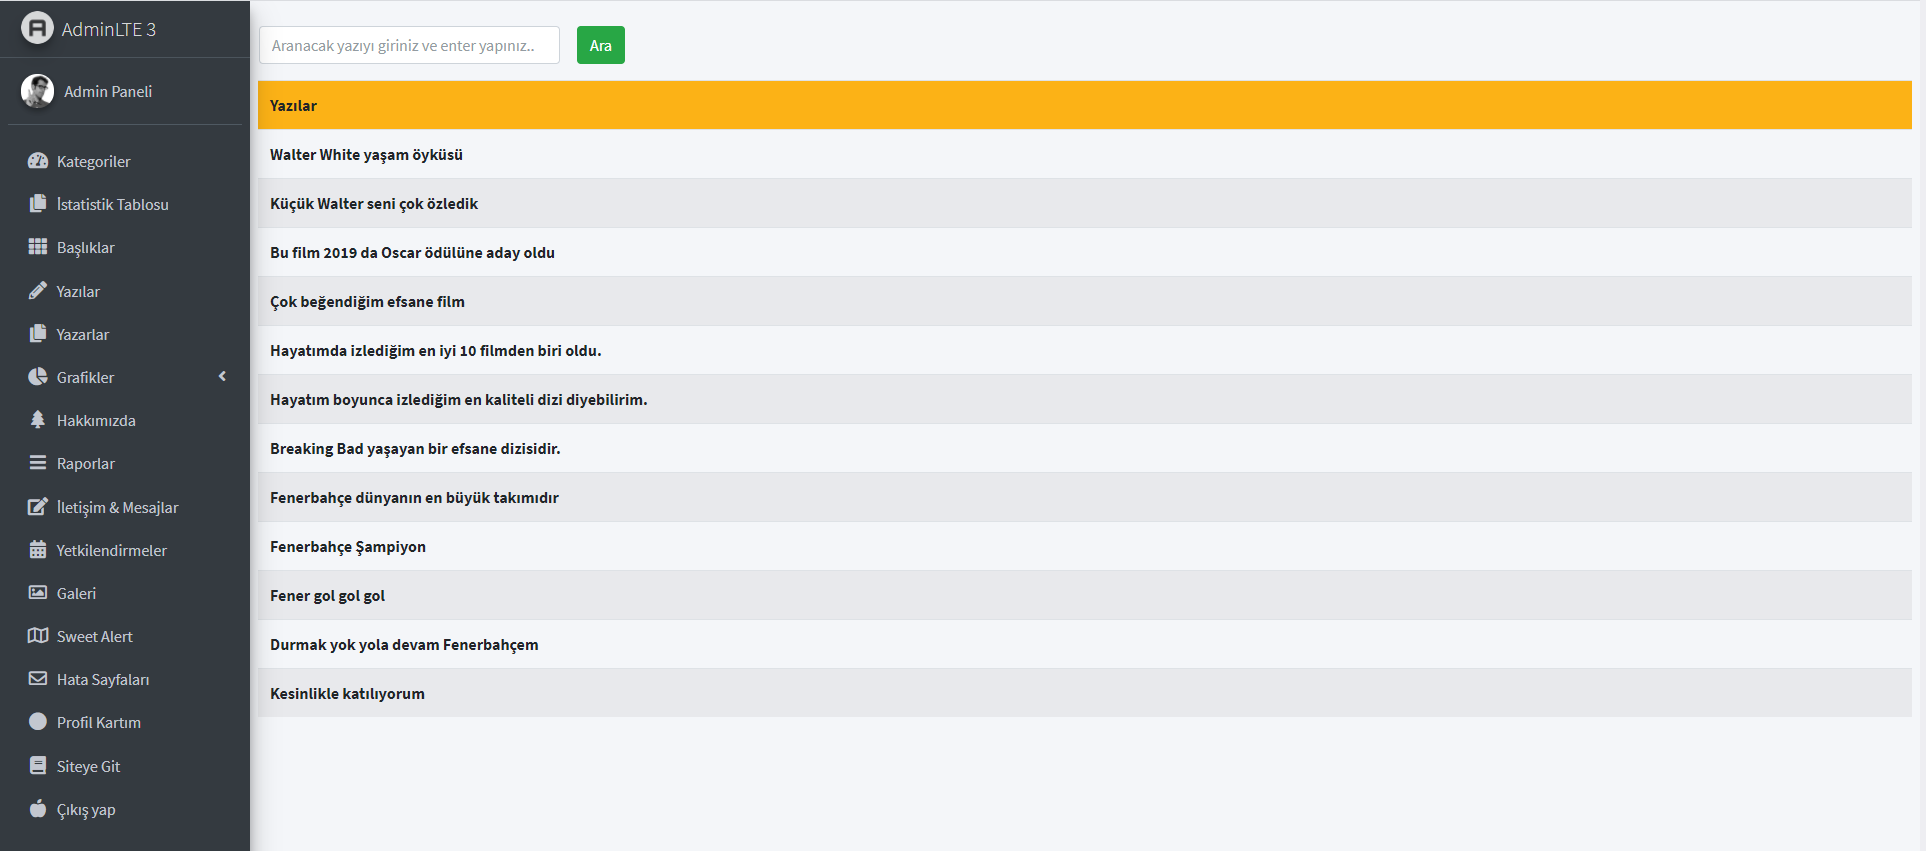 AdminLTE 3
Admin Paneli
Kategoriler
İstatistik Tablosu
Başlıklar
Yazılar
Yazarlar
Grafikler
Hakkımızda
Raporlar
İletişim & Mesajlar
Yetkilendirmeler
Galeri
Sweet Alert
Hata Sayfaları
Profil Kartım
Siteye Git
Çıkış yap
Aranacak yazıyı giriniz ve enter yapınız..
Ara
Yazılar
Walter White yaşam öyküsü
Küçük Walter seni çok özledik
Bu film 2019 da Oscar ödülüne aday oldu
Çok beğendiğim efsane film
Hayatımda izlediğim en iyi 10 filmden biri oldu.
Hayatım boyunca izlediğim en kaliteli dizi diyebilirim.
Breaking Bad yaşayan bir efsane dizisidir.
Fenerbahçe dünyanın en büyük takımıdır
Fenerbahçe Şampiyon
Fener gol gol gol
Durmak yok yola devam Fenerbahçem
Kesinlikle katılıyorum